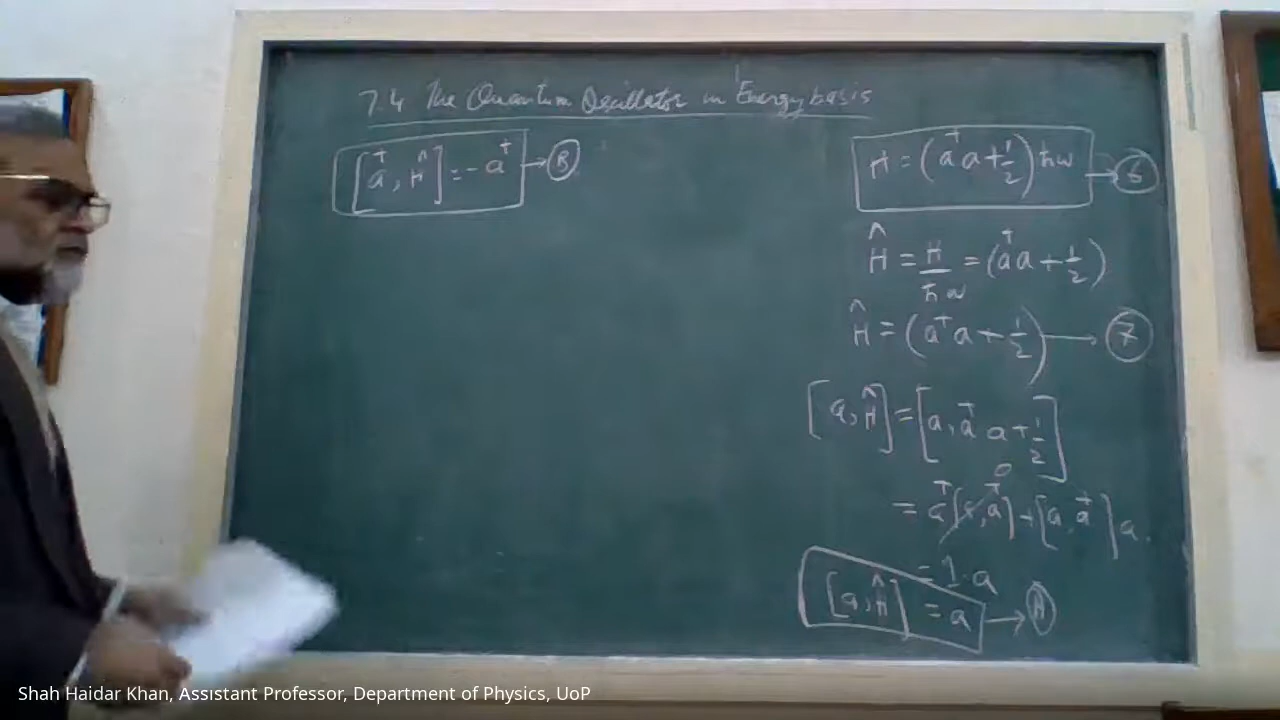 7.4 The Quantum Oscillator in Energy basis
[a†, Ĥ] = -a† → (B)
H = (a†a + 1/2) ħω → (6)
Ĥ = H/ħω = (a†a + 1/2)
Ĥ = (a†a + 1/2) → (7)
[a, Ĥ] = [a, a†a + 1/2]
0
= a†[a, a†] + [a, a†]a
= 1·a
[a, Ĥ] = a → (A)
Shah Haidar Khan, Assistant Professor, Department of Physics, UoP